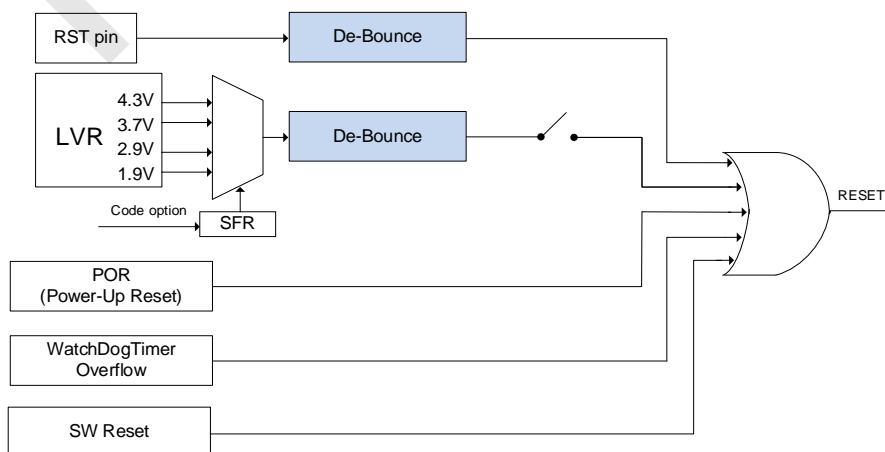 RST pin
De-Bounce
LVR
4.3V
3.7V
2.9V
1.9V
De-Bounce
Code option
SFR
RESET
POR
(Power-Up Reset)
WatchDogTimer
Overflow
SW Reset